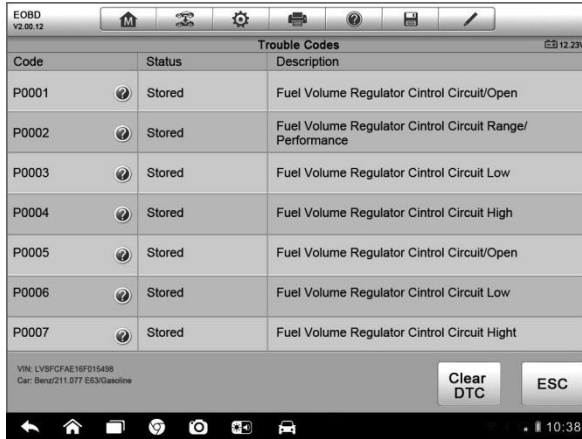 EOBD
V2.00.12
M
Trouble Codes
12.23V
Code Status Description
P0001 Stored Fuel Volume Regulator Cintrol Circuit/Open
P0002 Stored Fuel Volume Regulator Cintrol Circuit Range/
Performance
P0003 Stored Fuel Volume Regulator Cintrol Circuit Low
P0004 Stored Fuel Volume Regulator Cintrol Circuit High
P0005 Stored Fuel Volume Regulator Cintrol Circuit/Open
P0006 Stored Fuel Volume Regulator Cintrol Circuit Low
P0007 Stored Fuel Volume Regulator Cintrol Circuit Hight
VIN: LVSFCFAE16F015498
Car: Benz/211.077 E63/Gasoline
Clear
DTC
ESC
10:38